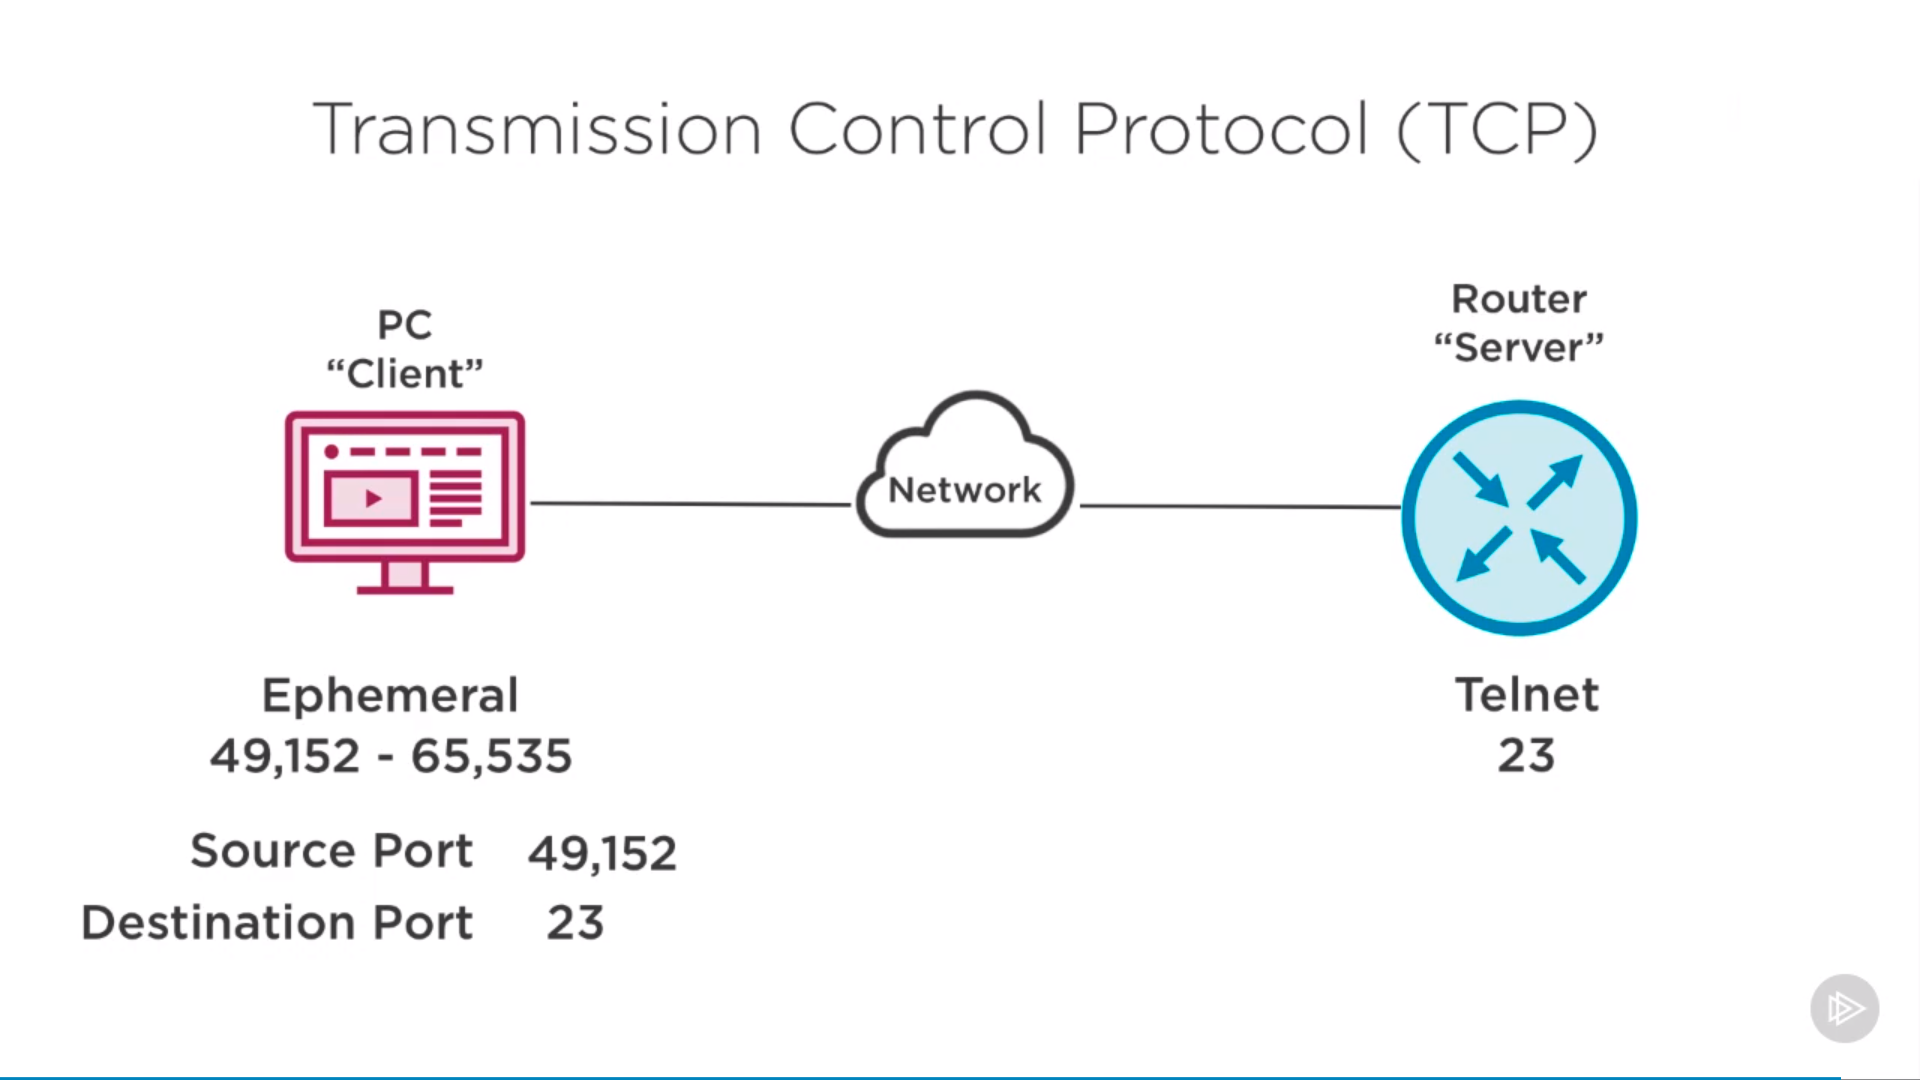 Transmission Control Protocol (TCP)
PC
“Client”
Router
“Server”
Network
Ephemeral
49,152 - 65,535
Telnet
23
Source Port 49,152
Destination Port 23